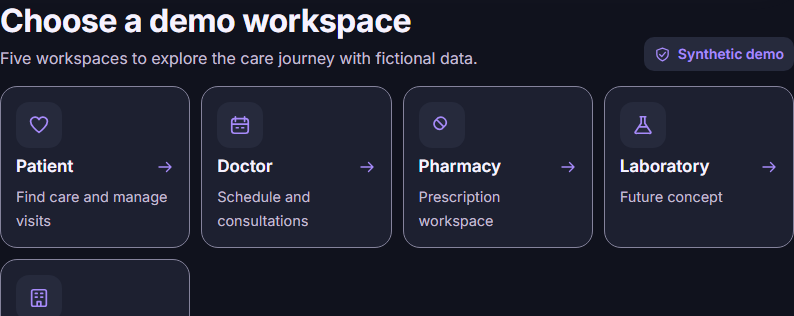 Choose a demo workspace
Five workspaces to explore the care journey with fictional data.
Synthetic demo
Patient
Find care and manage
visits
Doctor
Schedule and
consultations
Pharmacy
Prescription
workspace
Laboratory
Future concept